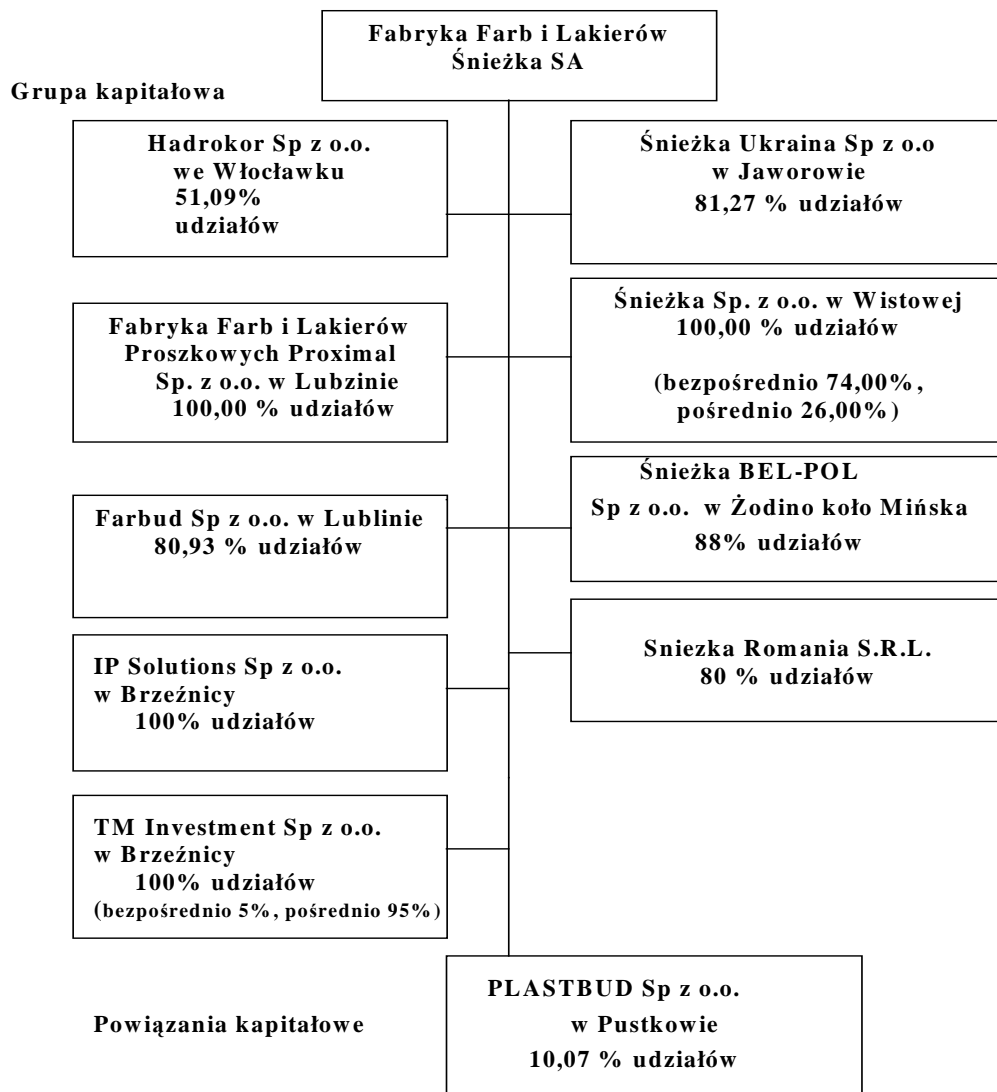 Fabryka Farb i Lakierów
Śnieżka SA
Grupa kapitałowa
Hadrokor Sp z o.o.
we Włocławku
51,09%
udziałów
Śnieżka Ukraina Sp z o.o
w Jaworowie
81,27 % udziałów
Fabryka Farb i Lakierów
Proszkowych Proximal
Sp. z o.o. w Lubzinie
100,00 % udziałów
Śnieżka Sp. z o.o. w Wistowej
100,00 % udziałów
(bezpośrednio 74,00%,
pośrednio 26,00%)
Farbud Sp z o.o. w Lublinie
80,93 % udziałów
Śnieżka BEL-POL
Sp z o.o. w Żodino koło Mińska
88% udziałów
IP Solutions Sp z o.o.
w Brzeźnicy
100% udziałów
Sniezka Romania S.R.L.
80 % udziałów
TM Investment Sp z o.o.
w Brzeźnicy
100% udziałów
(bezpośrednio 5%, pośrednio 95%)
Powiązania kapitałowe
PLASTBUD Sp z o.o.
w Pustkowie
10,07 % udziałów